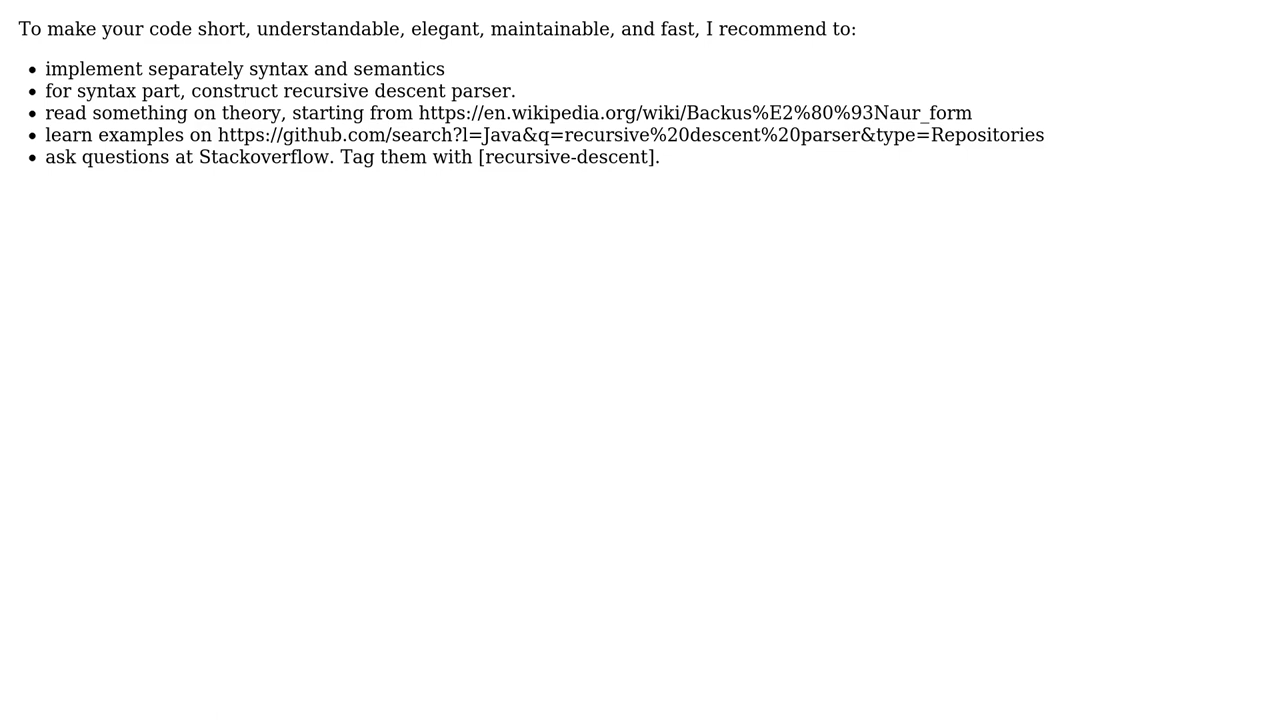 To make your code short, understandable, elegant, maintainable, and fast, I recommend to:
• implement separately syntax and semantics
• for syntax part, construct recursive descent parser.
• read something on theory, starting from https://en.wikipedia.org/wiki/Backus%E2%80%93Naur_form
• learn examples on https://github.com/search?l=Java&q=recursive%20descent%20parser&type=Repositories
• ask questions at Stackoverflow. Tag them with [recursive-descent].